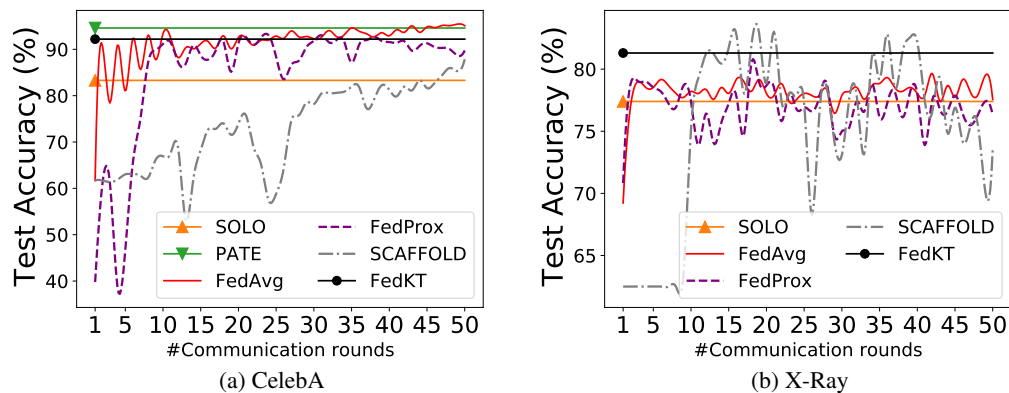 Test Accuracy (%)
90
80
70
60
50
40
SOLO
PATE
FedAvg
FedProx
SCAFFOLD
FedKT
1 5 10 15 20 25 30 35 40 45 50
#Communication rounds
(a) CelebA
Test Accuracy (%)
80
75
70
65
SOLO
FedAvg
FedProx
SCAFFOLD
FedKT
1 5 10 15 20 25 30 35 40 45 50
#Communication rounds
(b) X-Ray